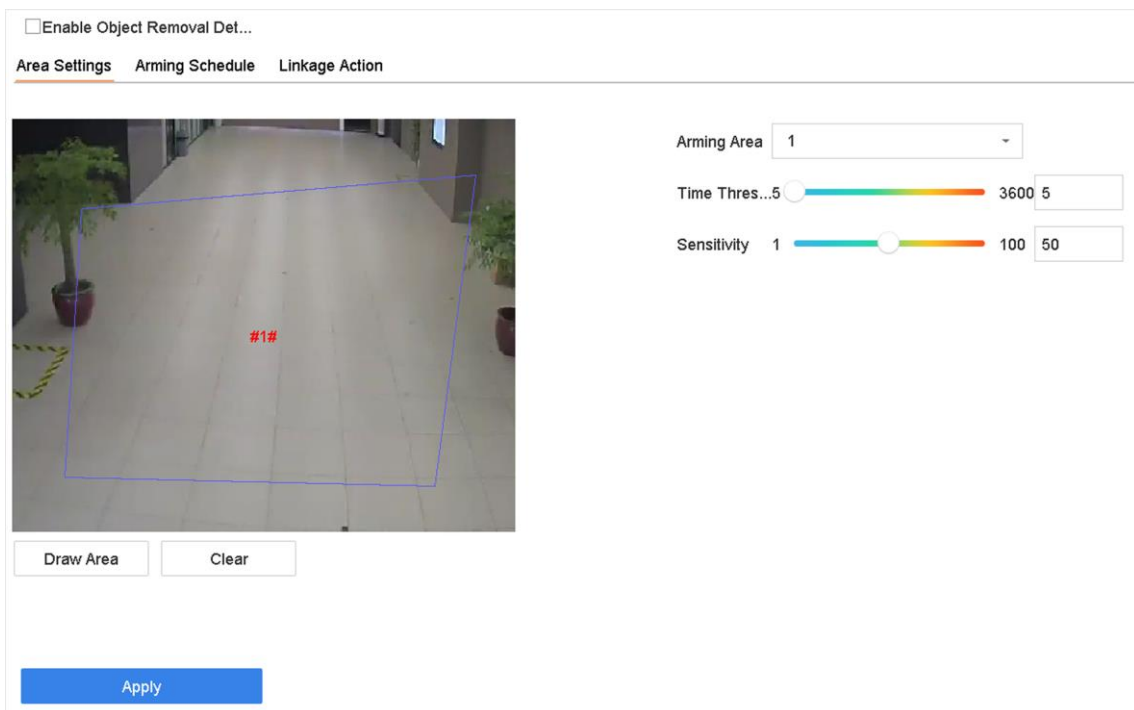 Enable Object Removal Det...
Area Settings Arming Schedule Linkage Action
Arming Area 1
Time Thres...5 3600 5
Sensitivity 1 100 50
#1#
Draw Area Clear
Apply